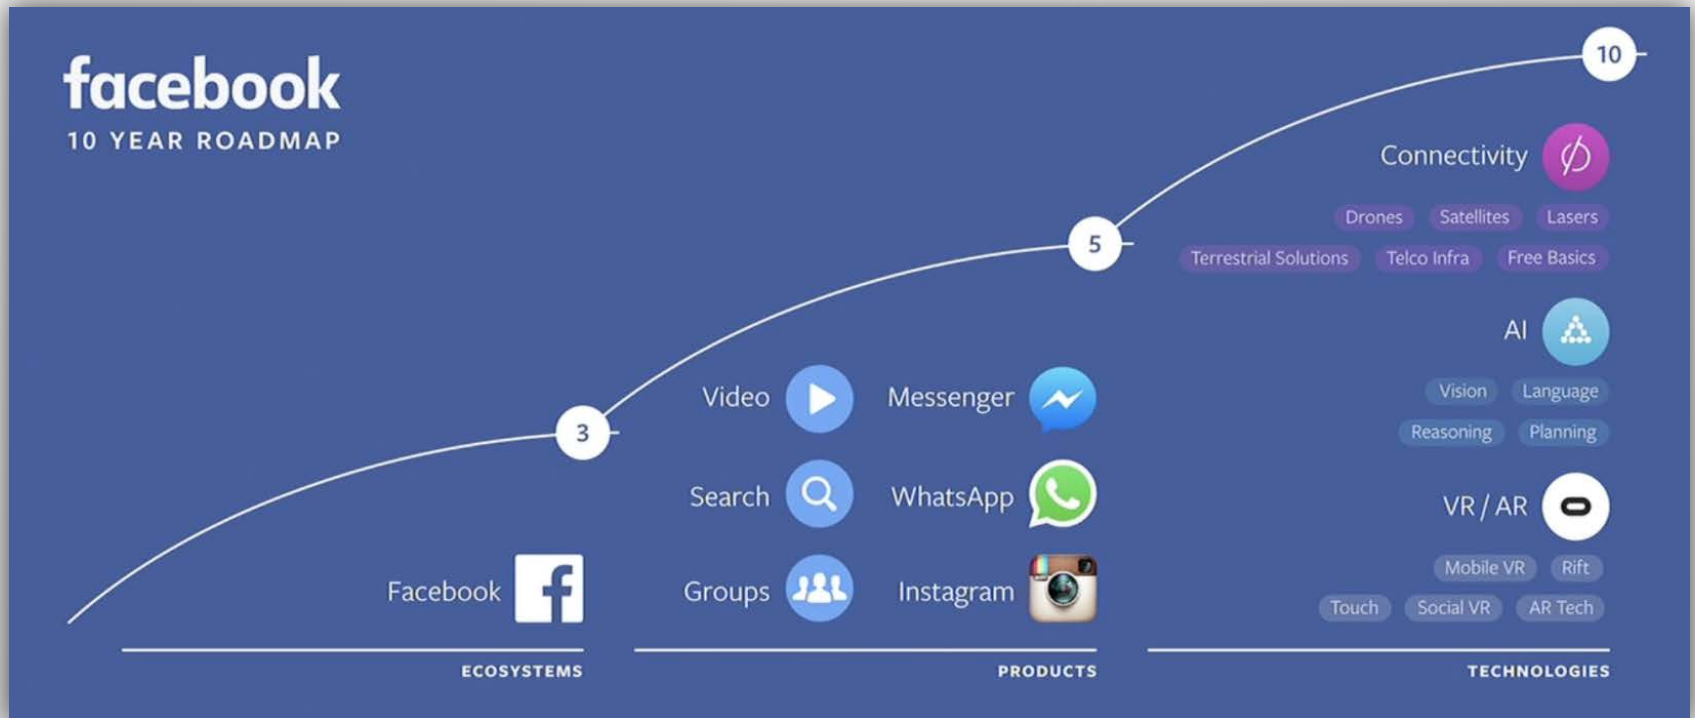 facebook
10 YEAR ROADMAP
3
5
10
Facebook
ECOSYSTEMS
Video
Messenger
Search
WhatsApp
Groups
Instagram
PRODUCTS
Connectivity
Drones Satellites Lasers
Terrestrial Solutions Telco Infra Free Basics
AI
Vision Language
Reasoning Planning
VR / AR
Mobile VR Rift
Touch Social VR AR Tech
TECHNOLOGIES